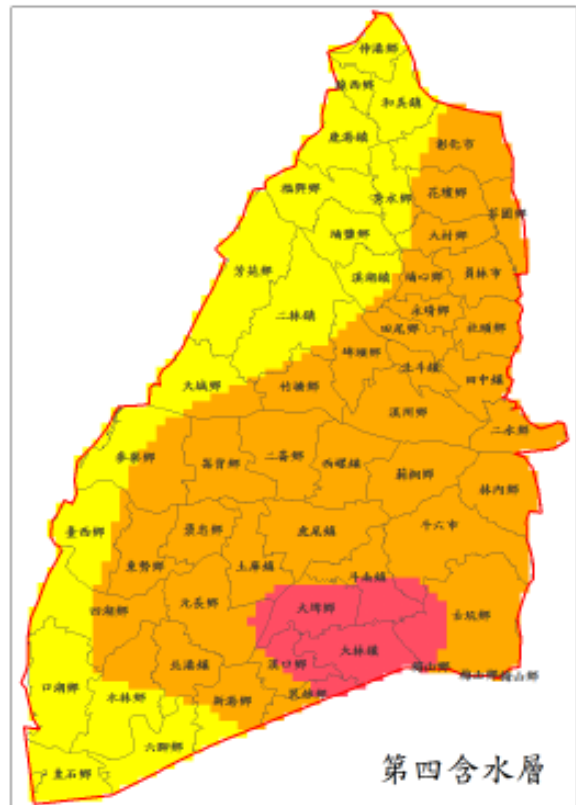 伸港鄉
線西鄉
和美鎮
鹿港鎮
彰化市
福興鄉
秀水鄉
花壇鄉
芬園鄉
埔鹽鄉
大村鄉
芳苑鄉
溪湖鎮
埔心鄉
員林市
二林鎮
永靖鄉
田尾鄉
社頭鄉
埤頭鄉
北斗鎮
田中鎮
大城鄉
竹塘鄉
溪州鄉
二水鄉
麥寮鄉
崙背鄉
二崙鄉
西螺鎮
莿桐鄉
林內鄉
臺西鄉
褒忠鄉
虎尾鎮
斗六市
東勢鄉
土庫鎮
斗南鎮
四湖鄉
元長鄉
大埤鄉
古坑鄉
大林鎮
北港鎮
溪口鄉
梅山鄉
梅山鄉
梅山鄉
口湖鄉
水林鄉
新港鄉
民雄鄉
六腳鄉
東石鄉
第四含水層